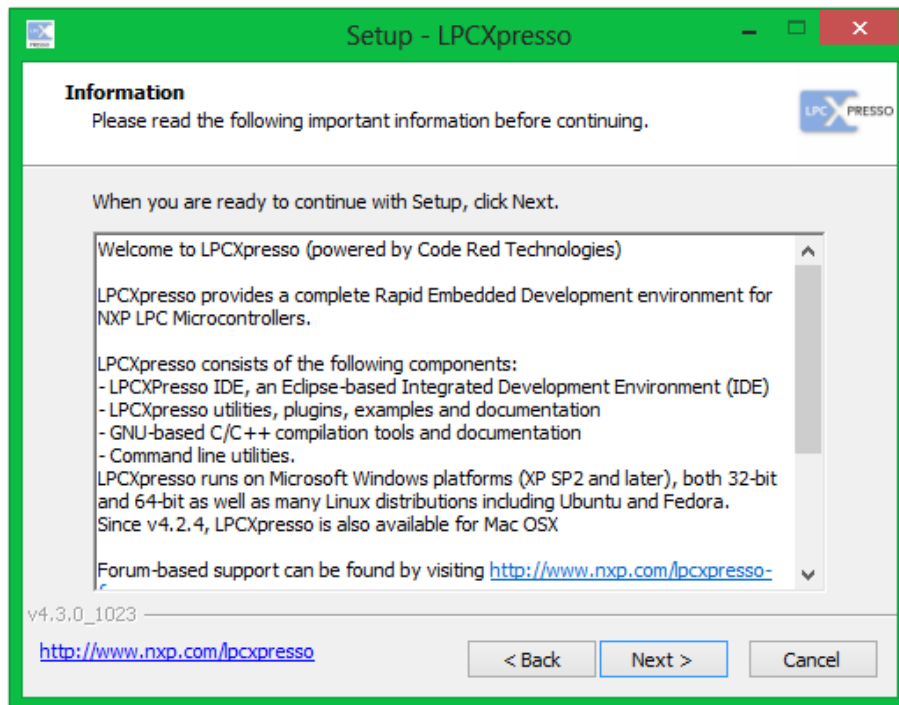 LPC X PRESSO
Setup - LPCXpresso
Information
Please read the following important information before continuing.
LPC X PRESSO
When you are ready to continue with Setup, click Next.
Welcome to LPCXpresso (powered by Code Red Technologies)
LPCXpresso provides a complete Rapid Embedded Development environment for
NXP LPC Microcontrollers.
LPCXpresso consists of the following components:
- LPCXPresso IDE, an Eclipse-based Integrated Development Environment (IDE)
- LPCXpresso utilities, plugins, examples and documentation
- GNU-based C/C++ compilation tools and documentation
- Command line utilities.
LPCXpresso runs on Microsoft Windows platforms (XP SP2 and later), both 32-bit
and 64-bit as well as many Linux distributions including Ubuntu and Fedora.
Since v4.2.4, LPCXpresso is also available for Mac OSX
Forum-based support can be found by visiting http://www.nxp.com/lpcxpresso-
v4.3.0_1023
http://www.nxp.com/lpcxpresso
< Back
Next >
Cancel